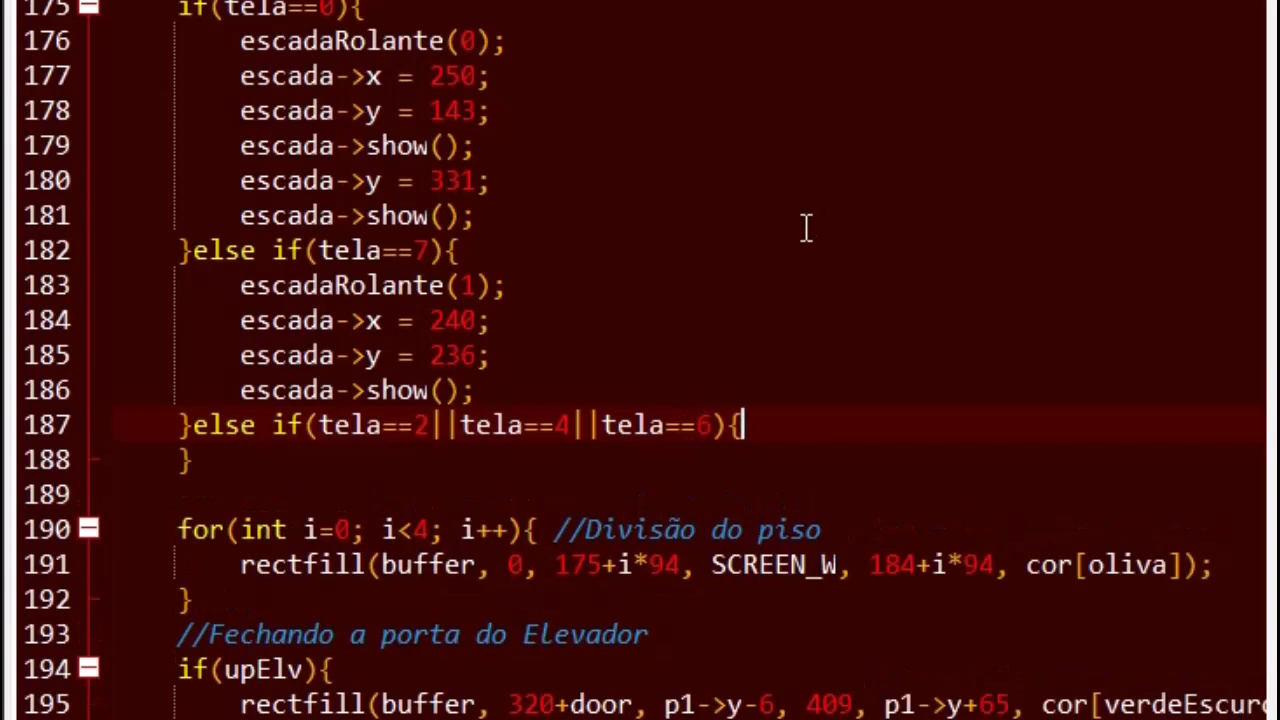 175 if(tela==0){
176 escadaRolante(0);
177 escada->x = 250;
178 escada->y = 143;
179 escada->show();
180 escada->y = 331;
181 escada->show();
182 }else if(tela==7){
183 escadaRolante(1);
184 escada->x = 240;
185 escada->y = 236;
186 escada->show();
187 }else if(tela==2||tela==4||tela==6){
188 }
189
190 for(int i=0; i<4; i++){ //Divisão do piso
191 rectfill(buffer, 0, 175+i*94, SCREEN_W, 184+i*94, cor[oliva]);
192 }
193 //Fechando a porta do Elevador
194 if(upElv){
195 rectfill(buffer, 320+door, p1->y-6, 409, p1->y+65, cor[verdeEscuro